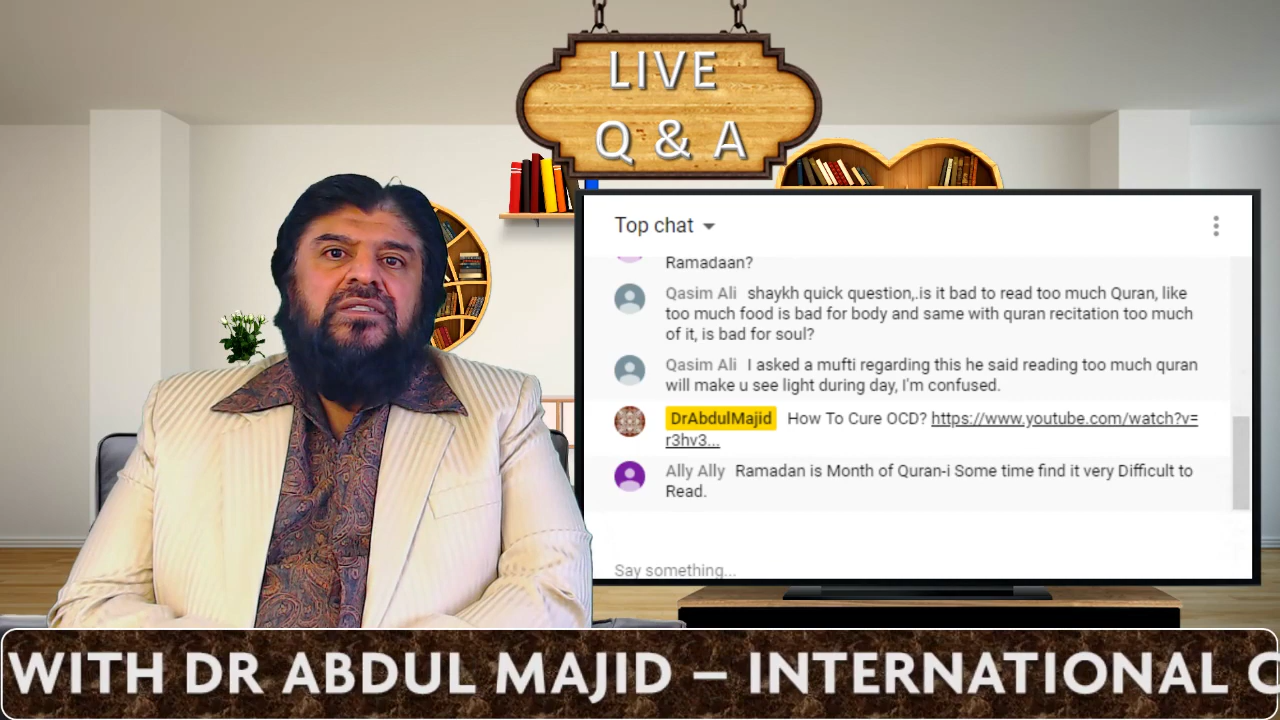 LIVE
Q & A
Top chat
Ramadaan?
Qasim Ali shaykh quick question,.is it bad to read too much Quran, like
too much food is bad for body and same with quran recitation too much
of it, is bad for soul?
Qasim Ali I asked a mufti regarding this he said reading too much quran
will make u see light during day, I'm confused.
DrAbdulMajid How To Cure OCD? https://www.youtube.com/watch?v=
r3hv3...
Ally Ally Ramadan is Month of Quran-i Some time find it very Difficult to
Read.
Say something...
WITH DR ABDUL MAJID – INTERNATIONAL C